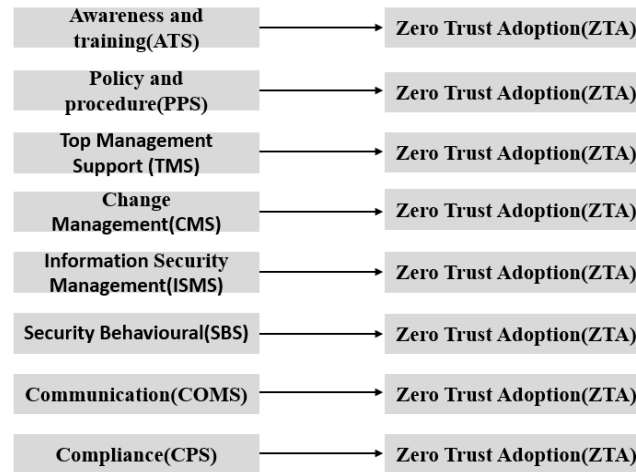 Awareness and
training(ATS)
Zero Trust Adoption(ZTA)
Policy and
procedure(PPS)
Zero Trust Adoption(ZTA)
Top Management
Support (TMS)
Zero Trust Adoption(ZTA)
Change
Management(CMS)
Zero Trust Adoption(ZTA)
Information Security
Management(ISMS)
Zero Trust Adoption(ZTA)
Security Behavioural(SBS)
Zero Trust Adoption(ZTA)
Communication(COMS)
Zero Trust Adoption(ZTA)
Compliance(CPS)
Zero Trust Adoption(ZTA)